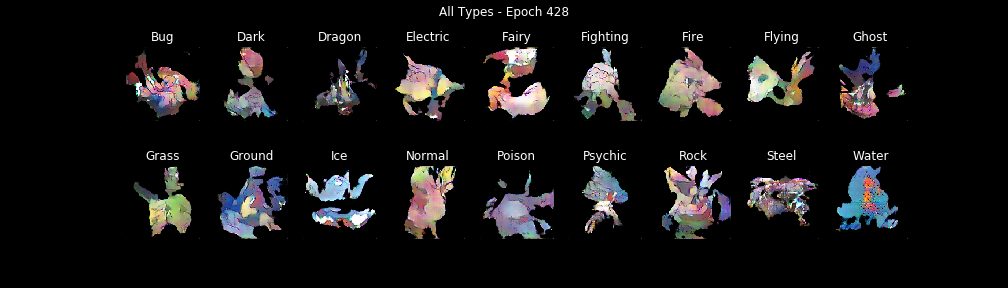 All Types - Epoch 428
Bug Dark Dragon Electric Fairy Fighting Fire Flying Ghost
Grass Ground Ice Normal Poison Psychic Rock Steel Water